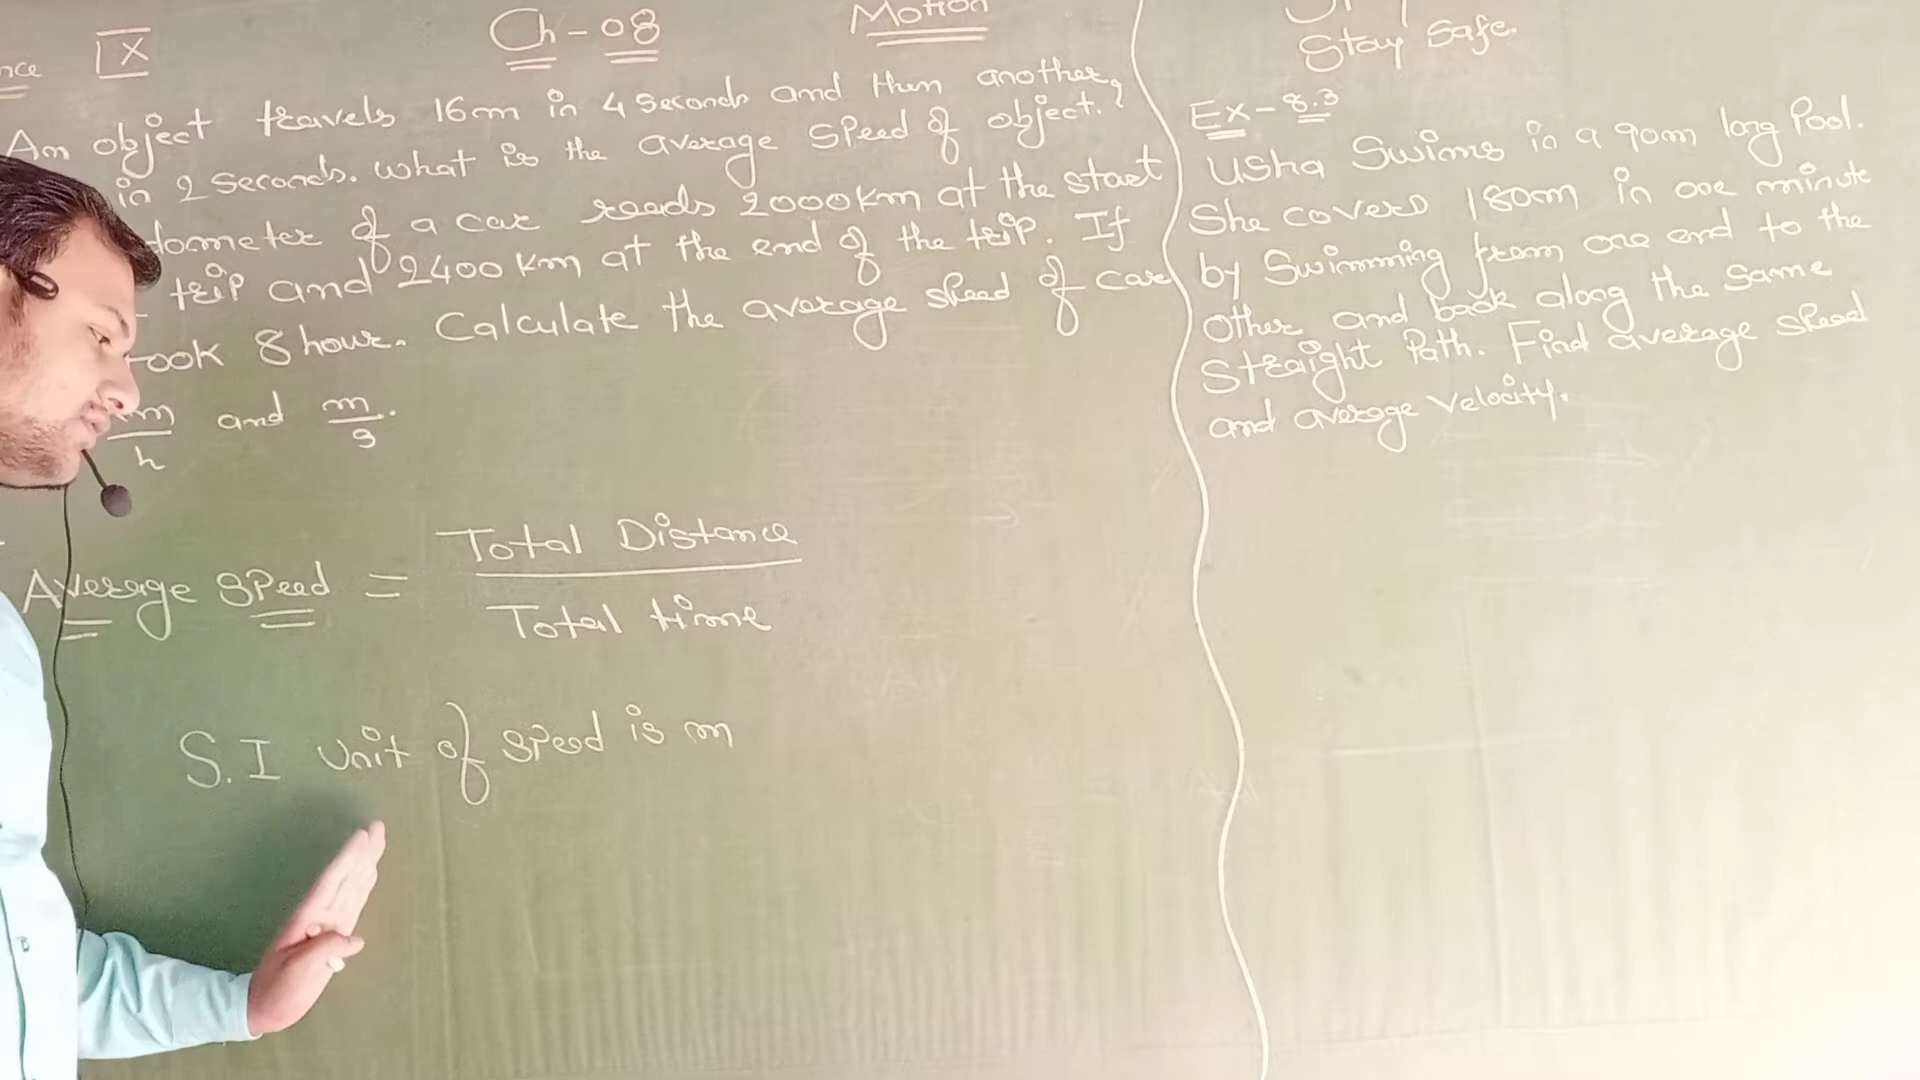 IX
Ch-08
Motion
Stay Safe.
An object travels 16m in 4 seconds and then another
in 2 seconds. what is the average speed of object.?
dometer of a car reads 2000km at the start
trip and 2400 km at the end of the trip. If
took 8 hour. Calculate the average speed of car
km/h and m/s.
Average Speed = Total Distance / Total time
S.I Unit of speed is m
Ex-8.3
Usha Swims in a 90m long Pool.
She covers 180m in one minute
by Swimming from one end to the
Other and back along the Same
Straight Path. Find average speed
and average velocity.